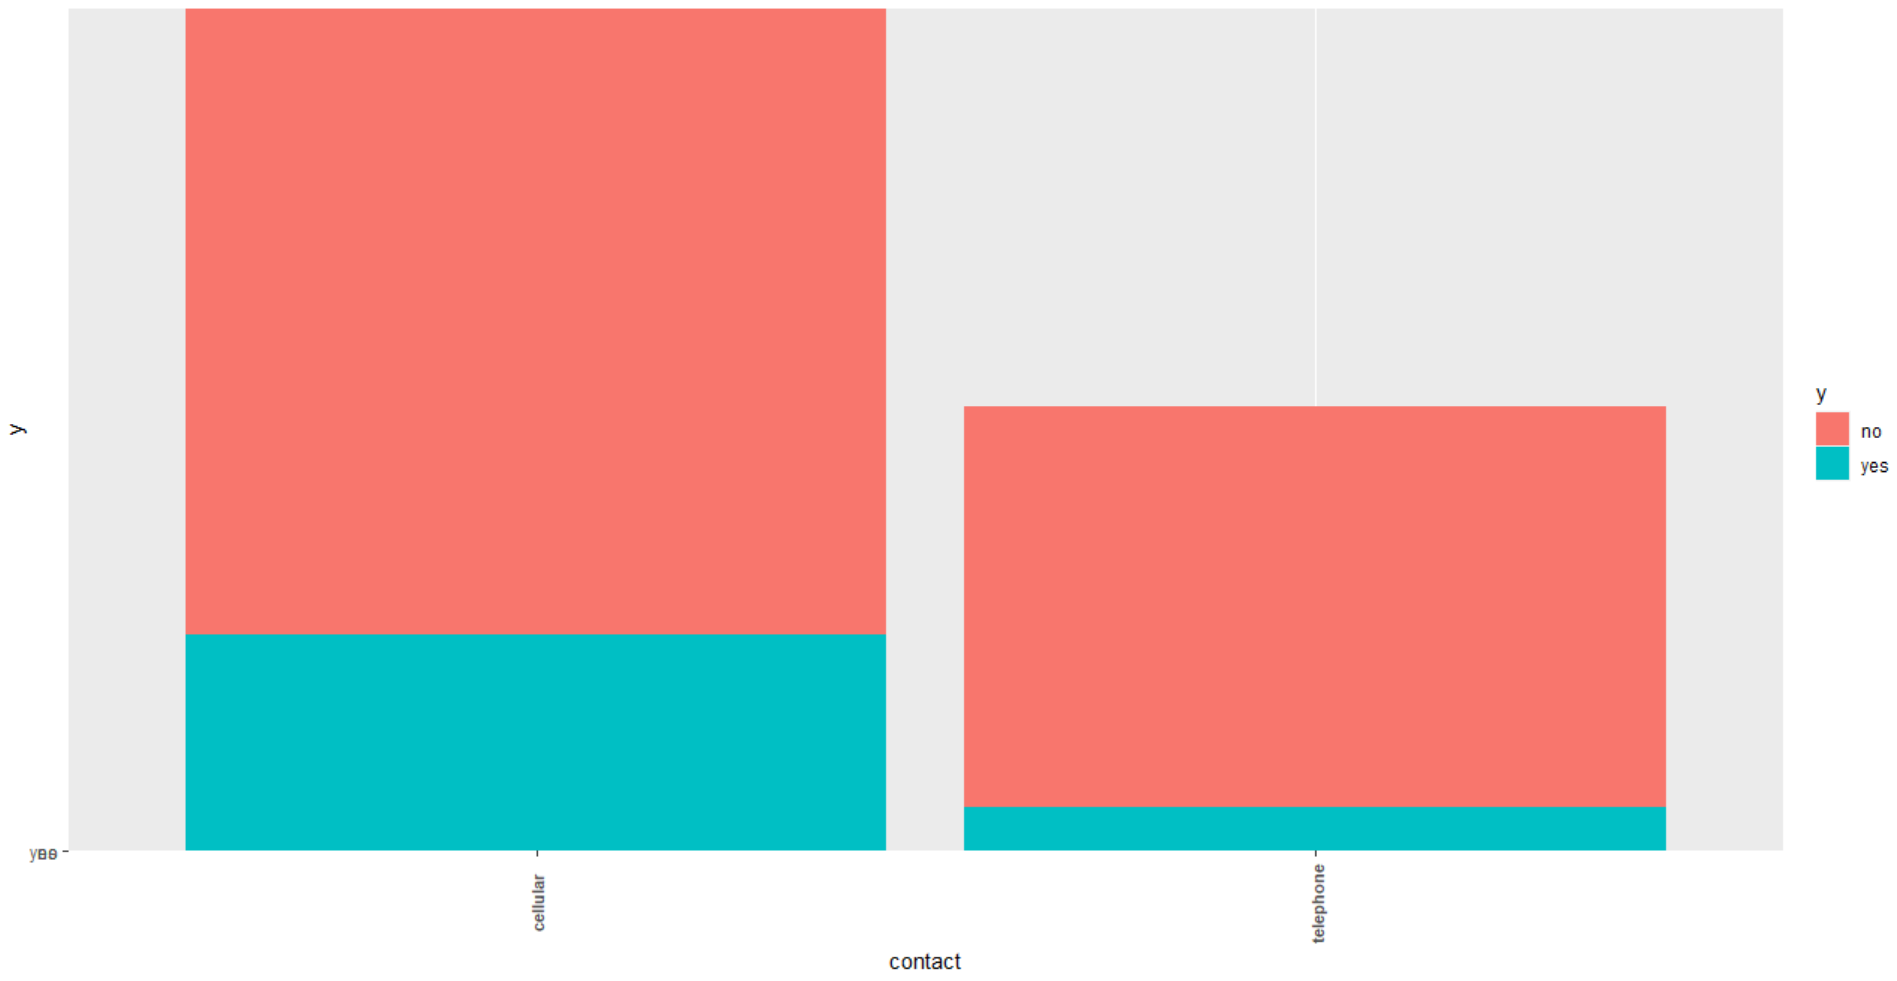 y
y
no
yes
cellular
telephone
contact